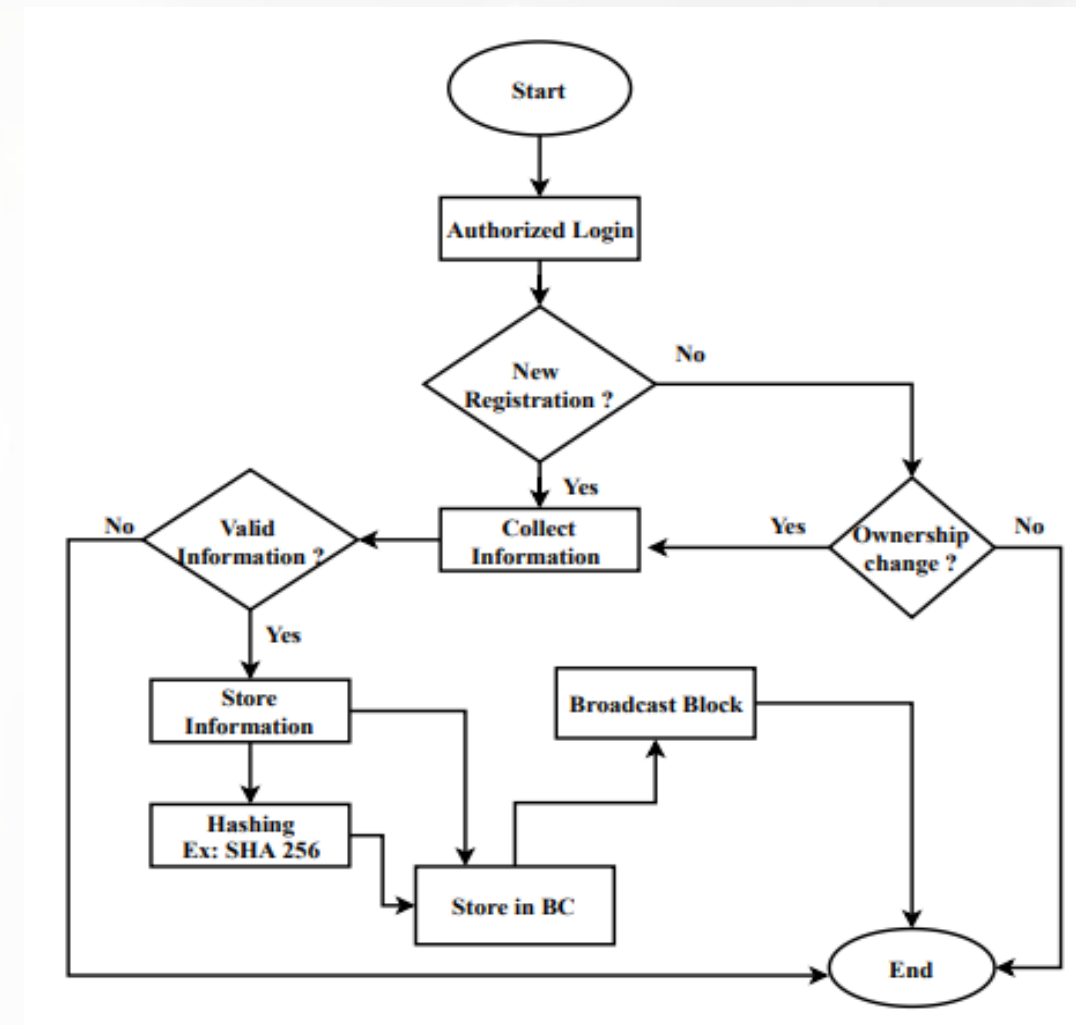 Start
Authorized Login
New
Registration ?
No
Yes
Collect
Information
Yes
Ownership
change ?
No
No
Valid
Information ?
Yes
Store
Information
Hashing
Ex: SHA 256
Store in BC
Broadcast Block
End